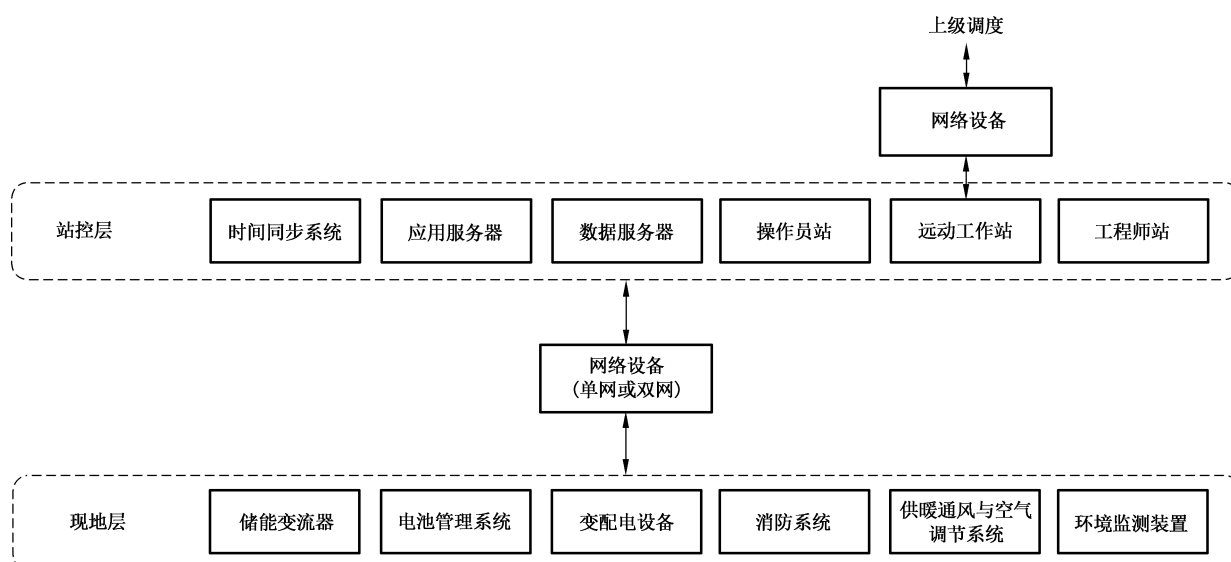 上级调度
网络设备
站控层
时间同步系统
应用服务器
数据服务器
操作员站
远动工作站
工程师站
网络设备
(单网或双网)
现地层
储能变流器
电池管理系统
变配电设备
消防系统
供暖通风与空气
调节系统
环境监测装置